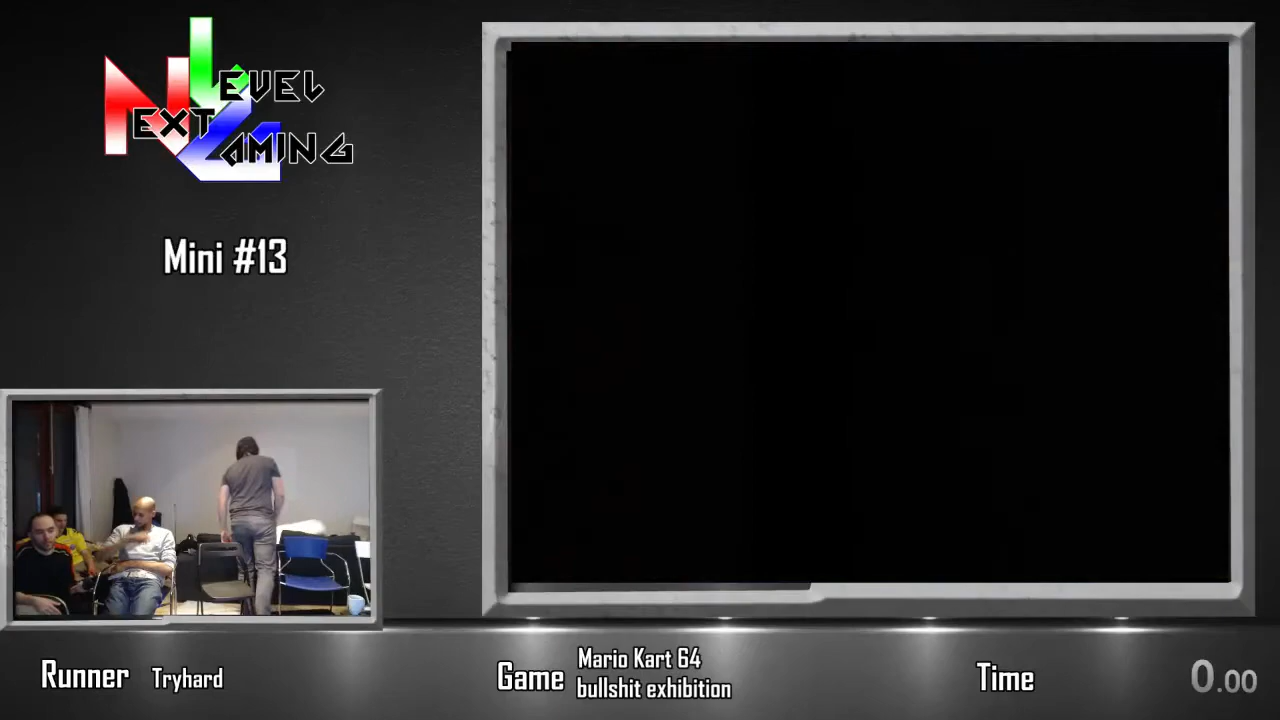 Next Level Gaming
Mini #13
Runner Tryhard
Game Mario Kart 64
bullshit exhibition
Time 0.00